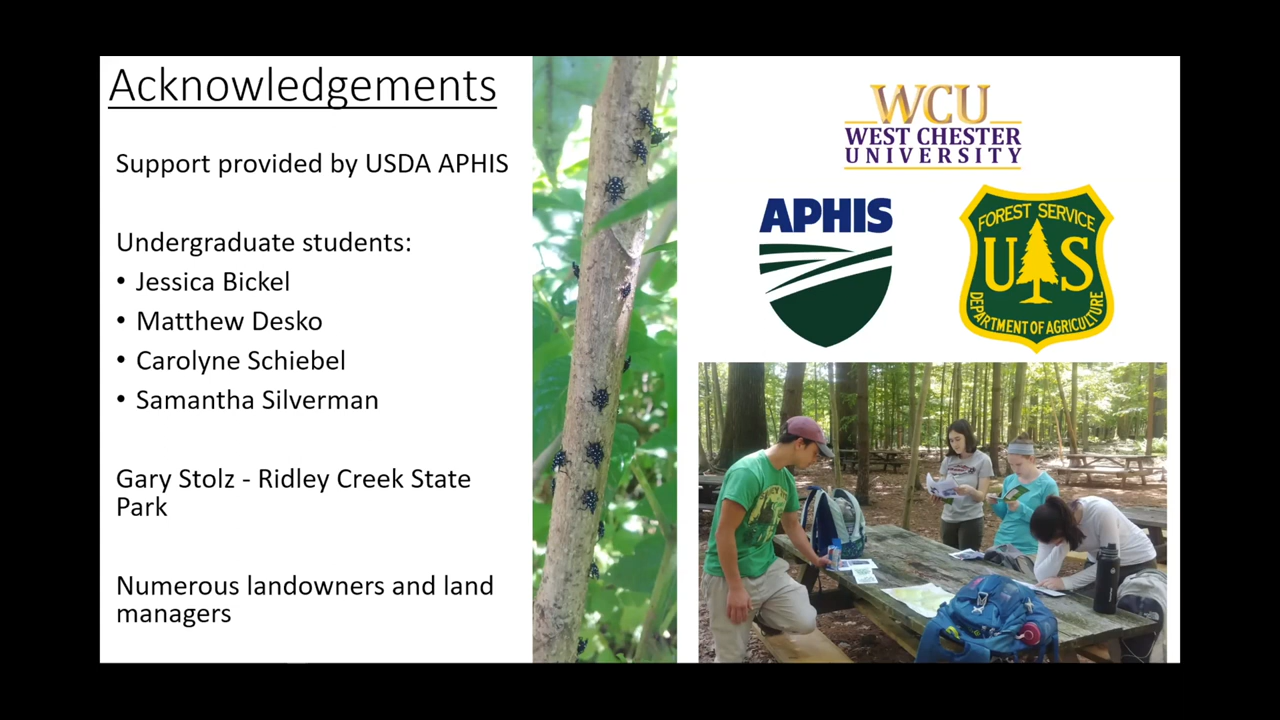 Acknowledgements
Support provided by USDA APHIS
Undergraduate students:
• Jessica Bickel
• Matthew Desko
• Carolyne Schiebel
• Samantha Silverman
Gary Stolz - Ridley Creek State
Park
Numerous landowners and land
managers
WCU
WEST CHESTER
UNIVERSITY
APHIS
FOREST SERVICE
U S
DEPARTMENT OF AGRICULTURE